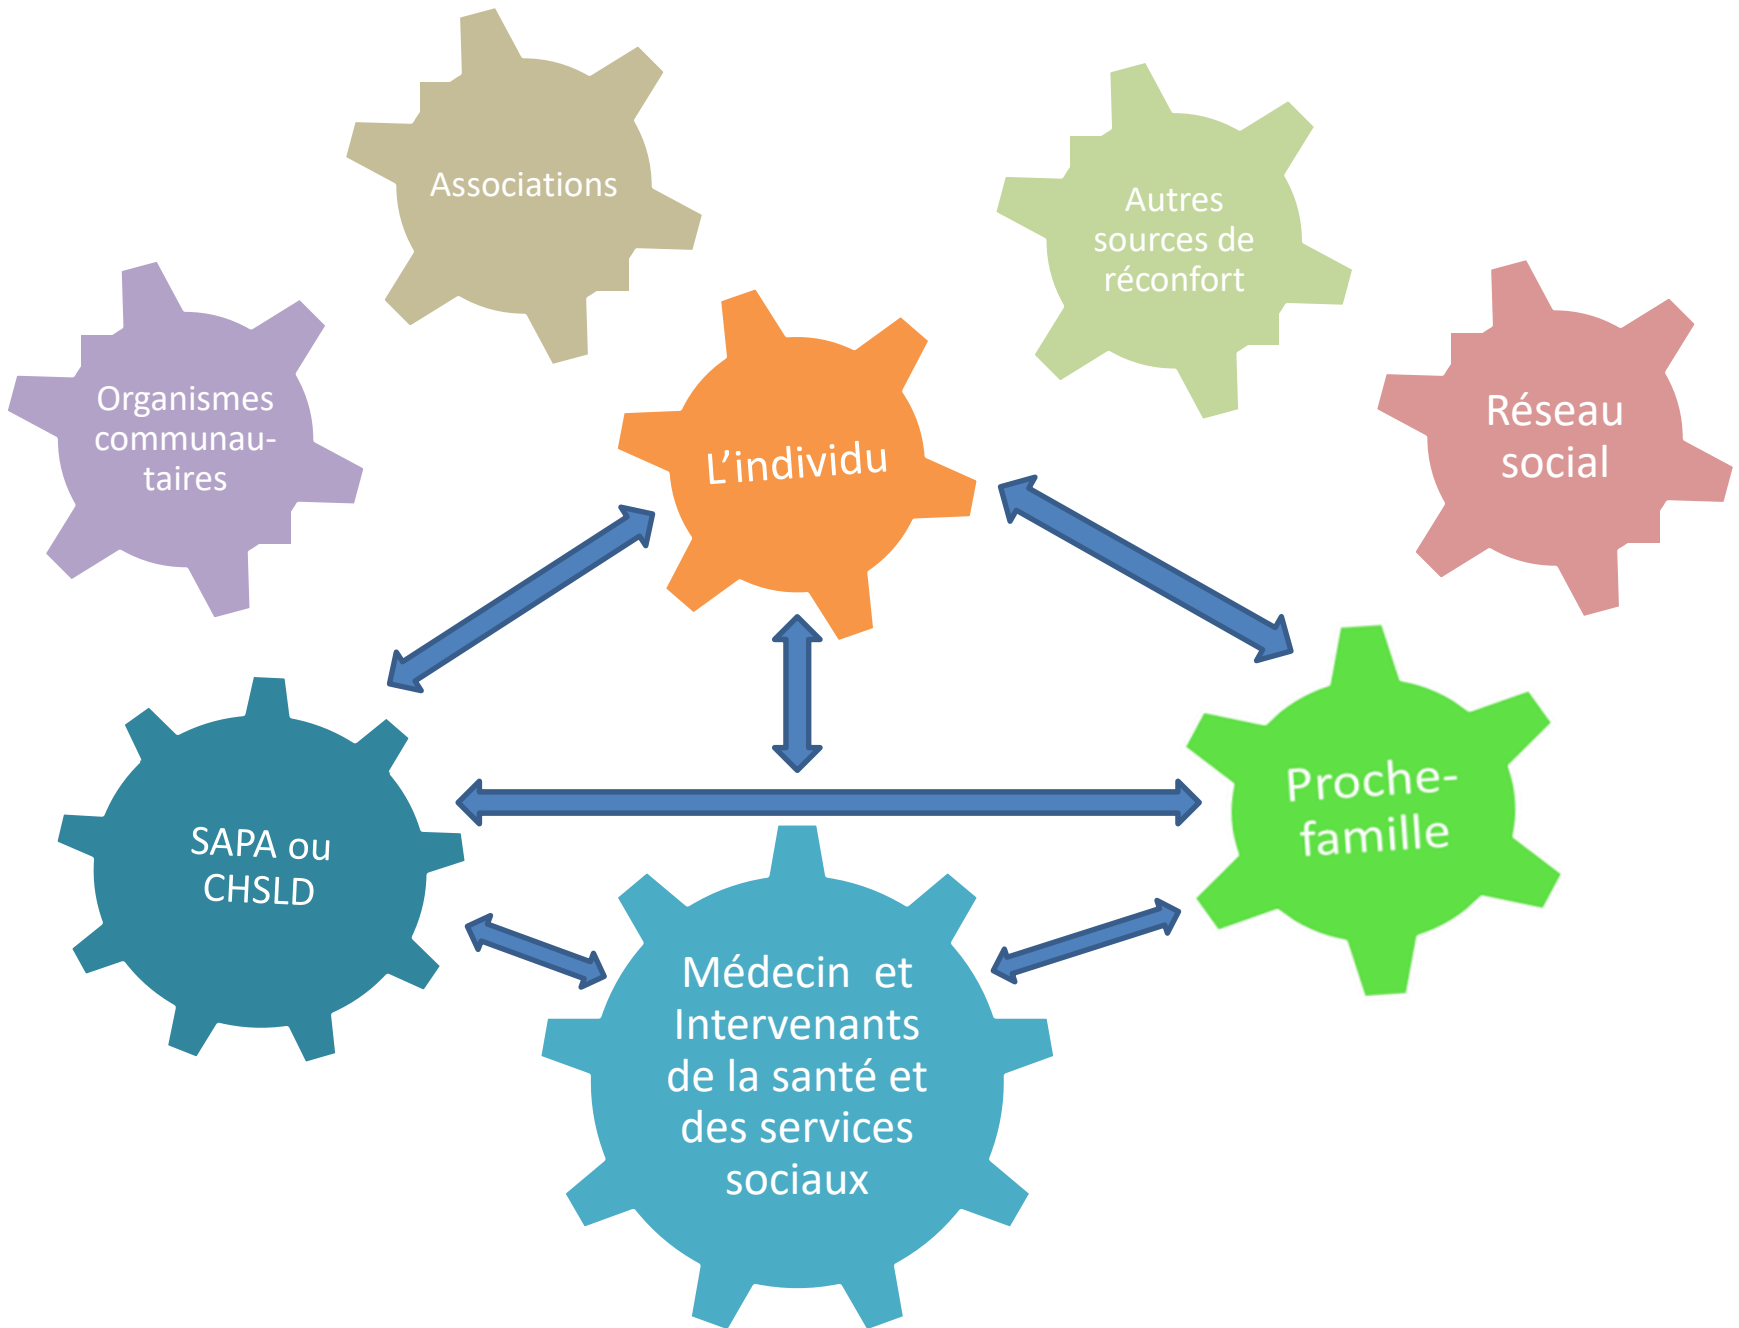 Associations
Autres
sources de
réconfort
Organismes
communau-
taires
L’individu
Réseau
social
Proche-
famille
SAPA ou
CHSLD
Médecin et
Intervenants
de la santé et
des services
sociaux